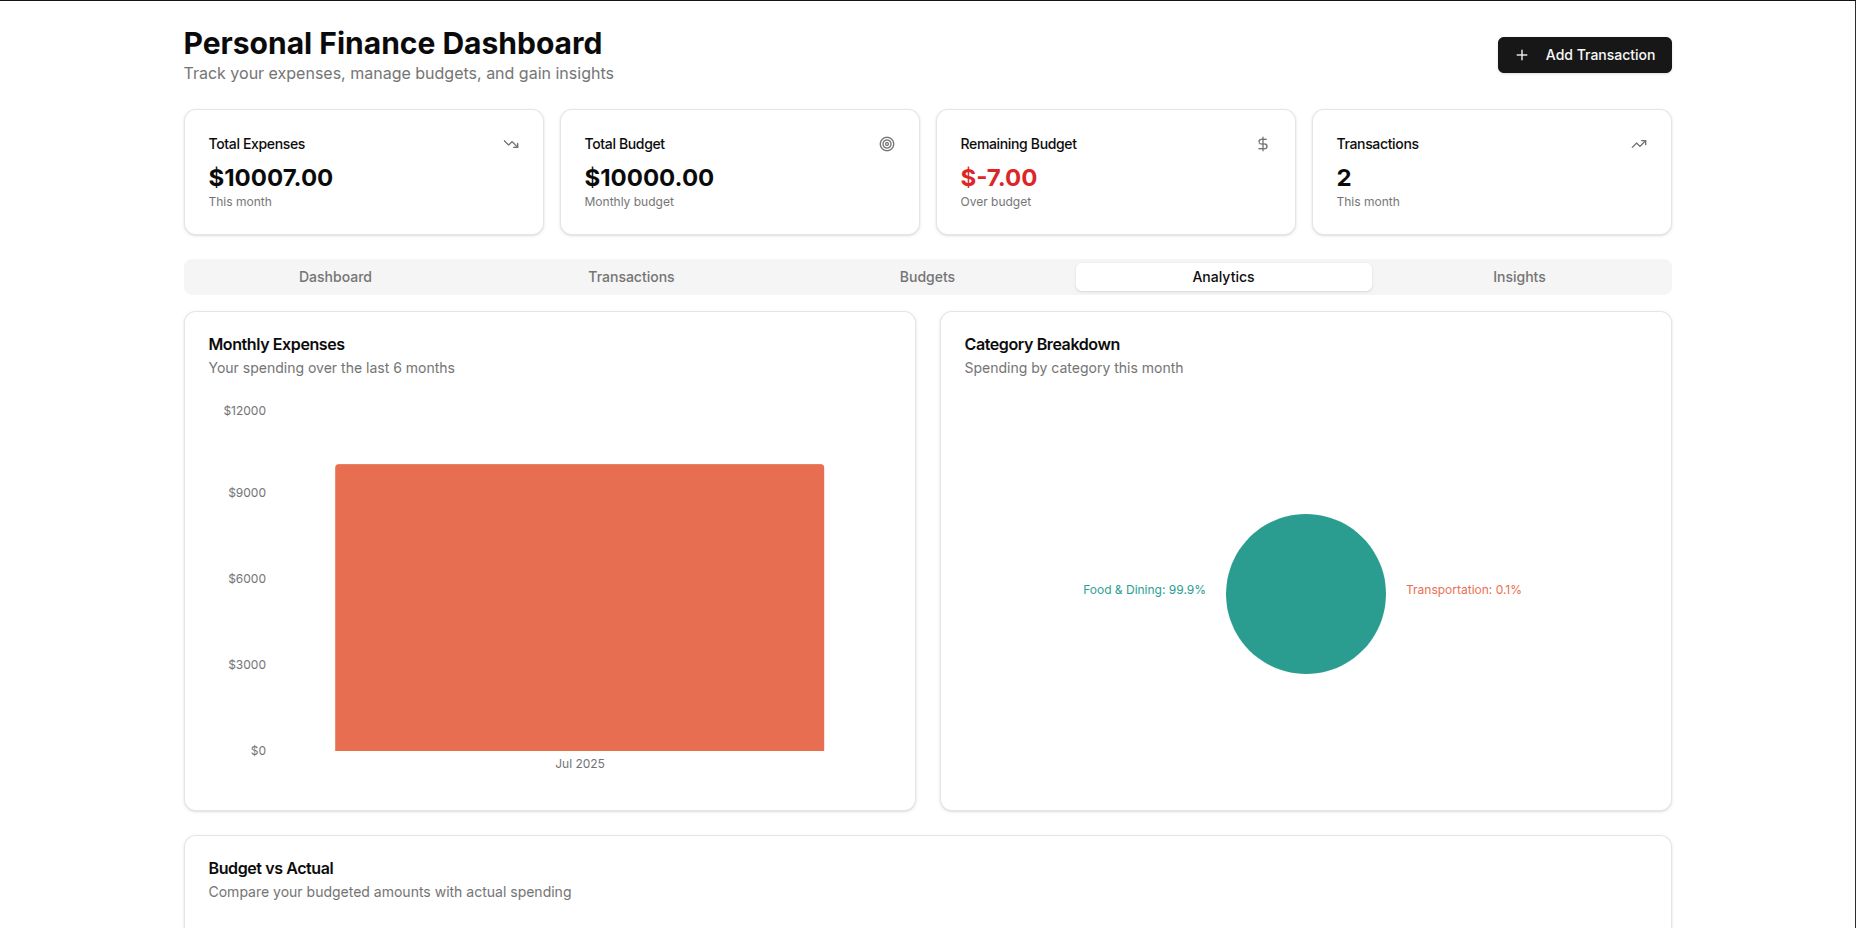 Personal Finance Dashboard
Track your expenses, manage budgets, and gain insights
Add Transaction
Total Expenses
$10007.00
This month
Total Budget
$10000.00
Monthly budget
Remaining Budget
$-7.00
Over budget
Transactions
2
This month
Dashboard
Transactions
Budgets
Analytics
Insights
Monthly Expenses
Your spending over the last 6 months
$12000
$9000
$6000
$3000
$0
Jul 2025
Category Breakdown
Spending by category this month
Food & Dining: 99.9%
Transportation: 0.1%
Budget vs Actual
Compare your budgeted amounts with actual spending